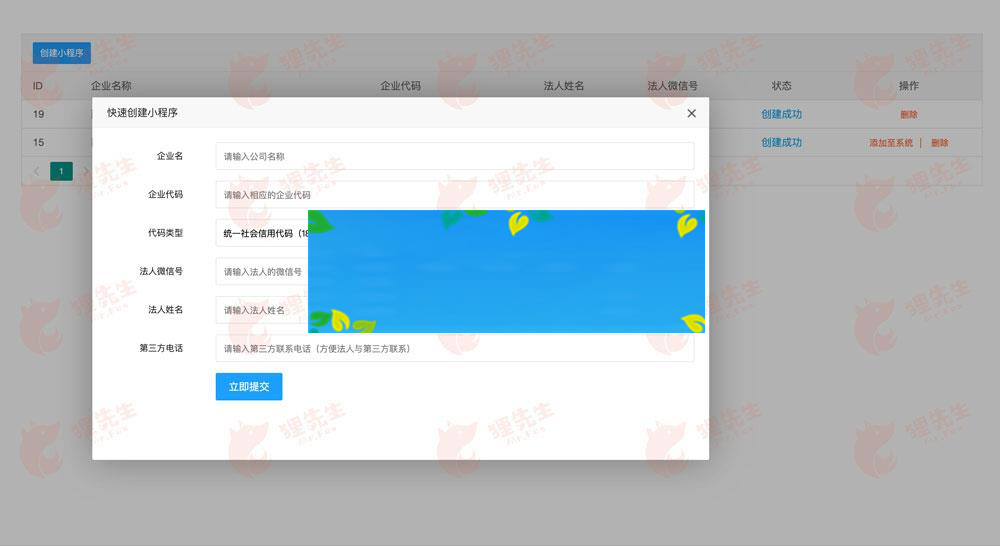 创建小程序
ID 企业名称 企业代码 法人姓名 法人微信号 状态 操作
19 创建成功 删除
15 创建成功 添加至系统 | 删除
1
快速创建小程序
企业名 请输入公司名称
企业代码 请输入相应的企业代码
代码类型 统一社会信用代码（18
法人微信号 请输入法人的微信号
法人姓名 请输入法人姓名
第三方电话 请输入第三方联系电话（方便法人与第三方联系）
立即提交
狸先生
Mr.Fox